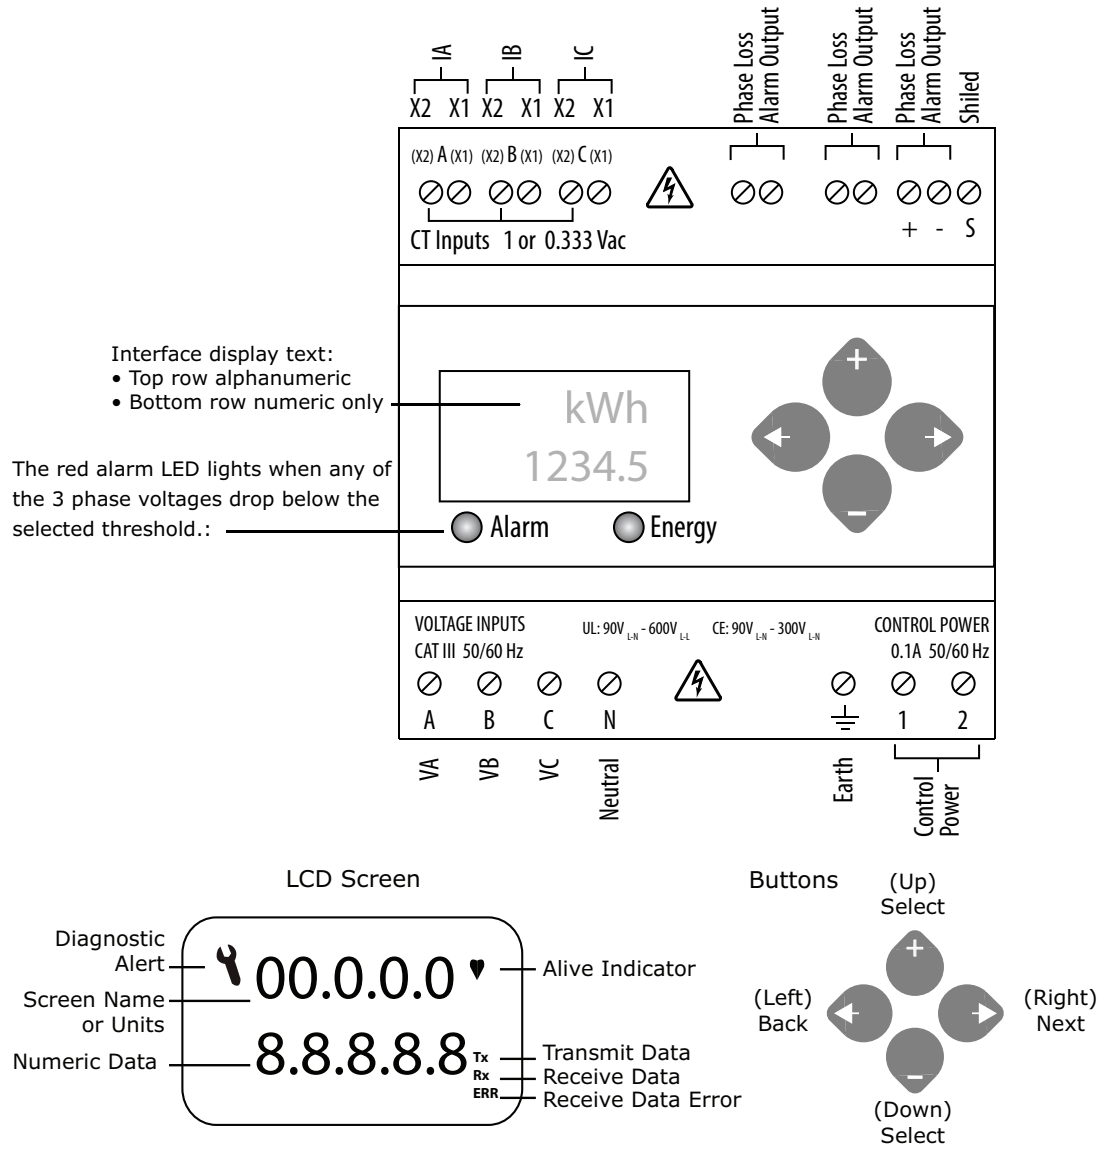 IA IB IC
X2 X1 X2 X1 X2 X1
Phase Loss
Alarm Output
Phase Loss
Alarm Output
Phase Loss
Alarm Output
Shiled
(X2) A (X1) (X2) B (X1) (X2) C (X1)
+ - S
CT Inputs 1 or 0.333 Vac
Interface display text:
• Top row alphanumeric
• Bottom row numeric only
kWh
1234.5
+
−
The red alarm LED lights when any of
the 3 phase voltages drop below the
selected threshold.:
Alarm Energy
VOLTAGE INPUTS
CAT III 50/60 Hz
UL: 90V L-N - 600V L-L CE: 90V L-N - 300V L-N
CONTROL POWER
0.1A 50/60 Hz
A B C N 1 2
VA VB VC Neutral Earth
Control
Power
LCD Screen
Diagnostic
Alert
Screen Name
or Units
Numeric Data
00.0.0.0
8.8.8.8.8
Tx
Rx
ERR
Alive Indicator
Transmit Data
Receive Data
Receive Data Error
Buttons
(Up)
Select
+
(Left)
Back
(Right)
Next
−
(Down)
Select